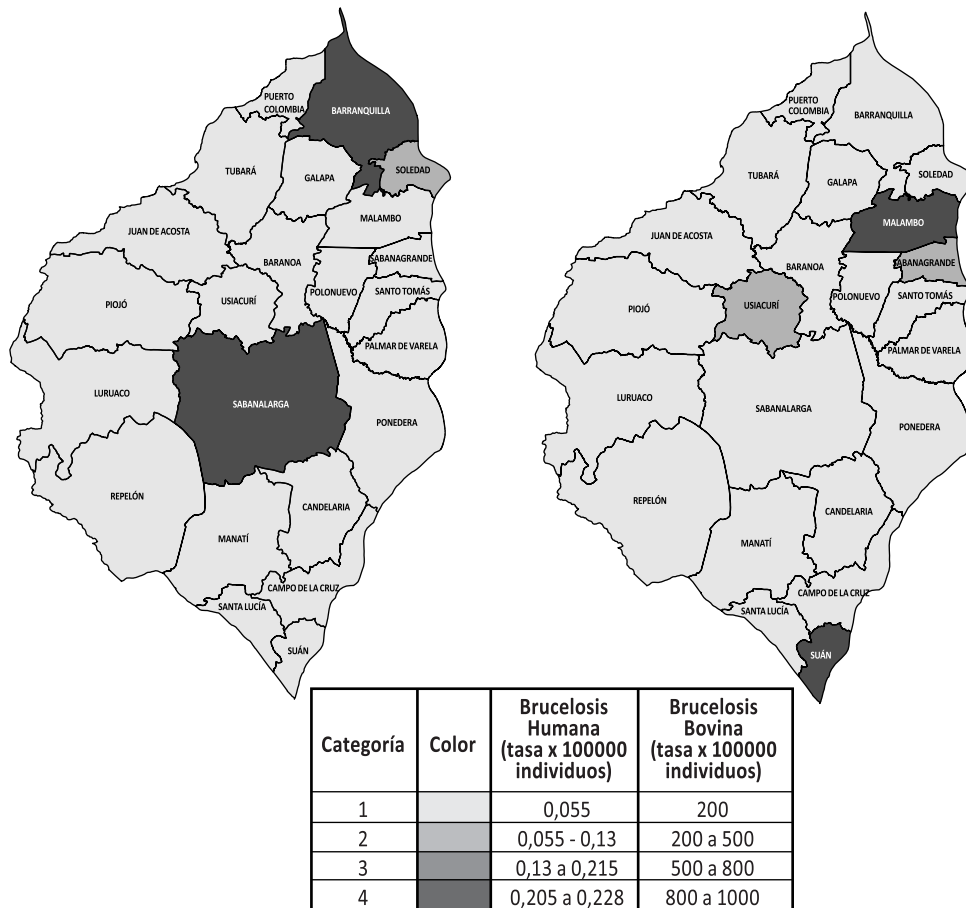 PUERTO
COLOMBIA
BARRANQUILLA
TUBARÁ
GALAPA
SOLEDAD
MALAMBO
JUAN DE ACOSTA
BARANOA
SABANAGRANDE
PIOJÓ
USIACURÍ
POLONUEVO
SANTO TOMÁS
PALMAR DE VARELA
LURUACO
SABANALARGA
PONEDERA
REPELÓN
CANDELARIA
MANATÍ
CAMPO DE LA CRUZ
SANTA LUCÍA
SUÁN
PUERTO
COLOMBIA
BARRANQUILLA
TUBARÁ
GALAPA
SOLEDAD
MALAMBO
JUAN DE ACOSTA
BARANOA
ABANAGRANDE
PIOJÓ
USIACURÍ
POLONUEVO
SANTO TOMÁS
PALMAR DE VARELA
LURUACO
SABANALARGA
PONEDERA
REPELÓN
CANDELARIA
MANATÍ
CAMPO DE LA CRUZ
SANTA LUCÍA
SUÁN
Categoría Color Brucelosis Humana (tasa x 100000 individuos) Brucelosis Bovina (tasa x 100000 individuos)
1 0,055 200
2 0,055 - 0,13 200 a 500
3 0,13 a 0,215 500 a 800
4 0,205 a 0,228 800 a 1000